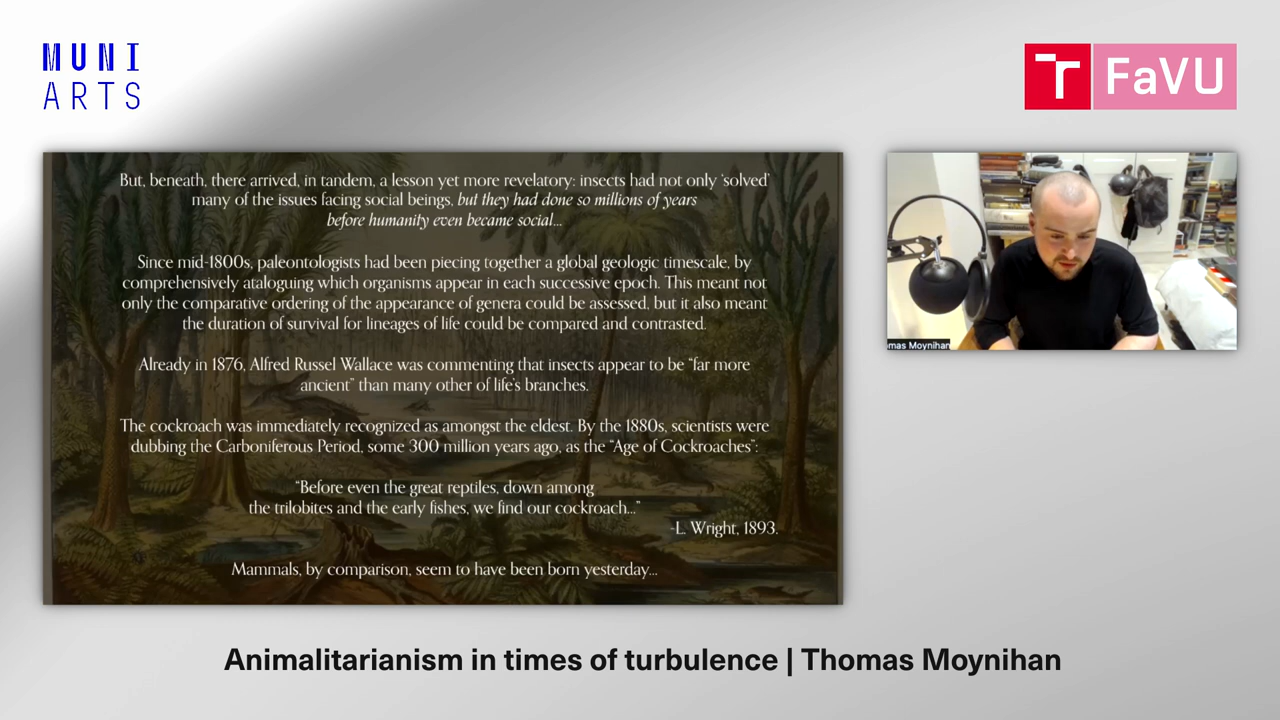 MUNI
ARTS
T FaVU
But, beneath, there arrived, in tandem, a lesson yet more revelatory: insects had not only ‘solved’
many of the issues facing social beings, but they had done so millions of years
before humanity even became social...
Since mid-1800s, paleontologists had been piecing together a global geologic timescale, by
comprehensively ataloguing which organisms appear in each successive epoch. This meant not
only the comparative ordering of the appearance of genera could be assessed, but it also meant
the duration of survival for lineages of life could be compared and contrasted.
Already in 1876, Alfred Russel Wallace was commenting that insects appear to be “far more
ancient” than many other of life’s branches.
The cockroach was immediately recognized as amongst the eldest. By the 1880s, scientists were
dubbing the Carboniferous Period, some 300 million years ago, as the “Age of Cockroaches”:
“Before even the great reptiles, down among
the trilobites and the early fishes, we find our cockroach...”
-L. Wright, 1893.
Mammals, by comparison, seem to have been born yesterday...
mas Moynihan
Animalitarianism in times of turbulence | Thomas Moynihan